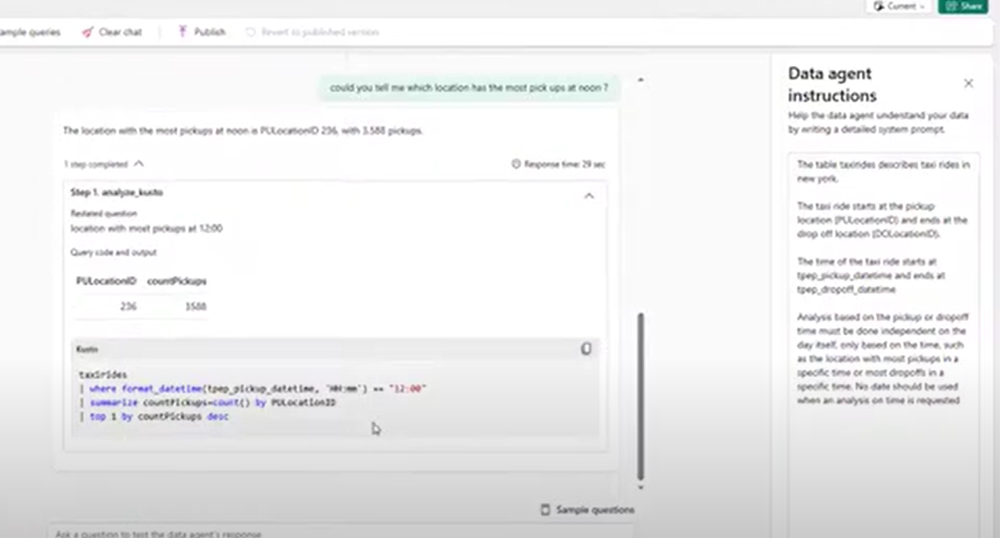 Current
Share
ample queries
Clear chat
Publish
Revert to published version
could you tell me which location has the most pick ups at noon ?
The location with the most pickups at noon is PULocationID 236, with 3.588 pickups.
1 step completed
Response time: 29 sec
Step 1. analyze_kusto
Restated question
location with most pickups at 12:00
Query code and output
PULocationID countPickups
236 3588
Kusto
taxirides
| where format_datetime(tpep_pickup_datetime, 'HH:mm') == "12:00"
| summarize countPickups=count() by PULocationID
| top 1 by countPickups desc
Sample questions
Ask a question to test the data agent's response
Data agent
instructions
Help the data agent understand your data
by writing a detailed system prompt.
The table taxirides describes taxi rides in
new york.
The taxi ride starts at the pickup
location (PULocationID) and ends at the
drop off location (DOLocationID).
The time of the taxi ride starts at
tpep_pickup_datetime and ends at
tpep_dropoff_datetime
Analysis based on the pickup or dropoff
time must be done independent on the
day itself, only based on the time, such
as the location with most pickups in a
specific time or most dropoffs in a
specific time. No date should be used
when an analysis on time is requested